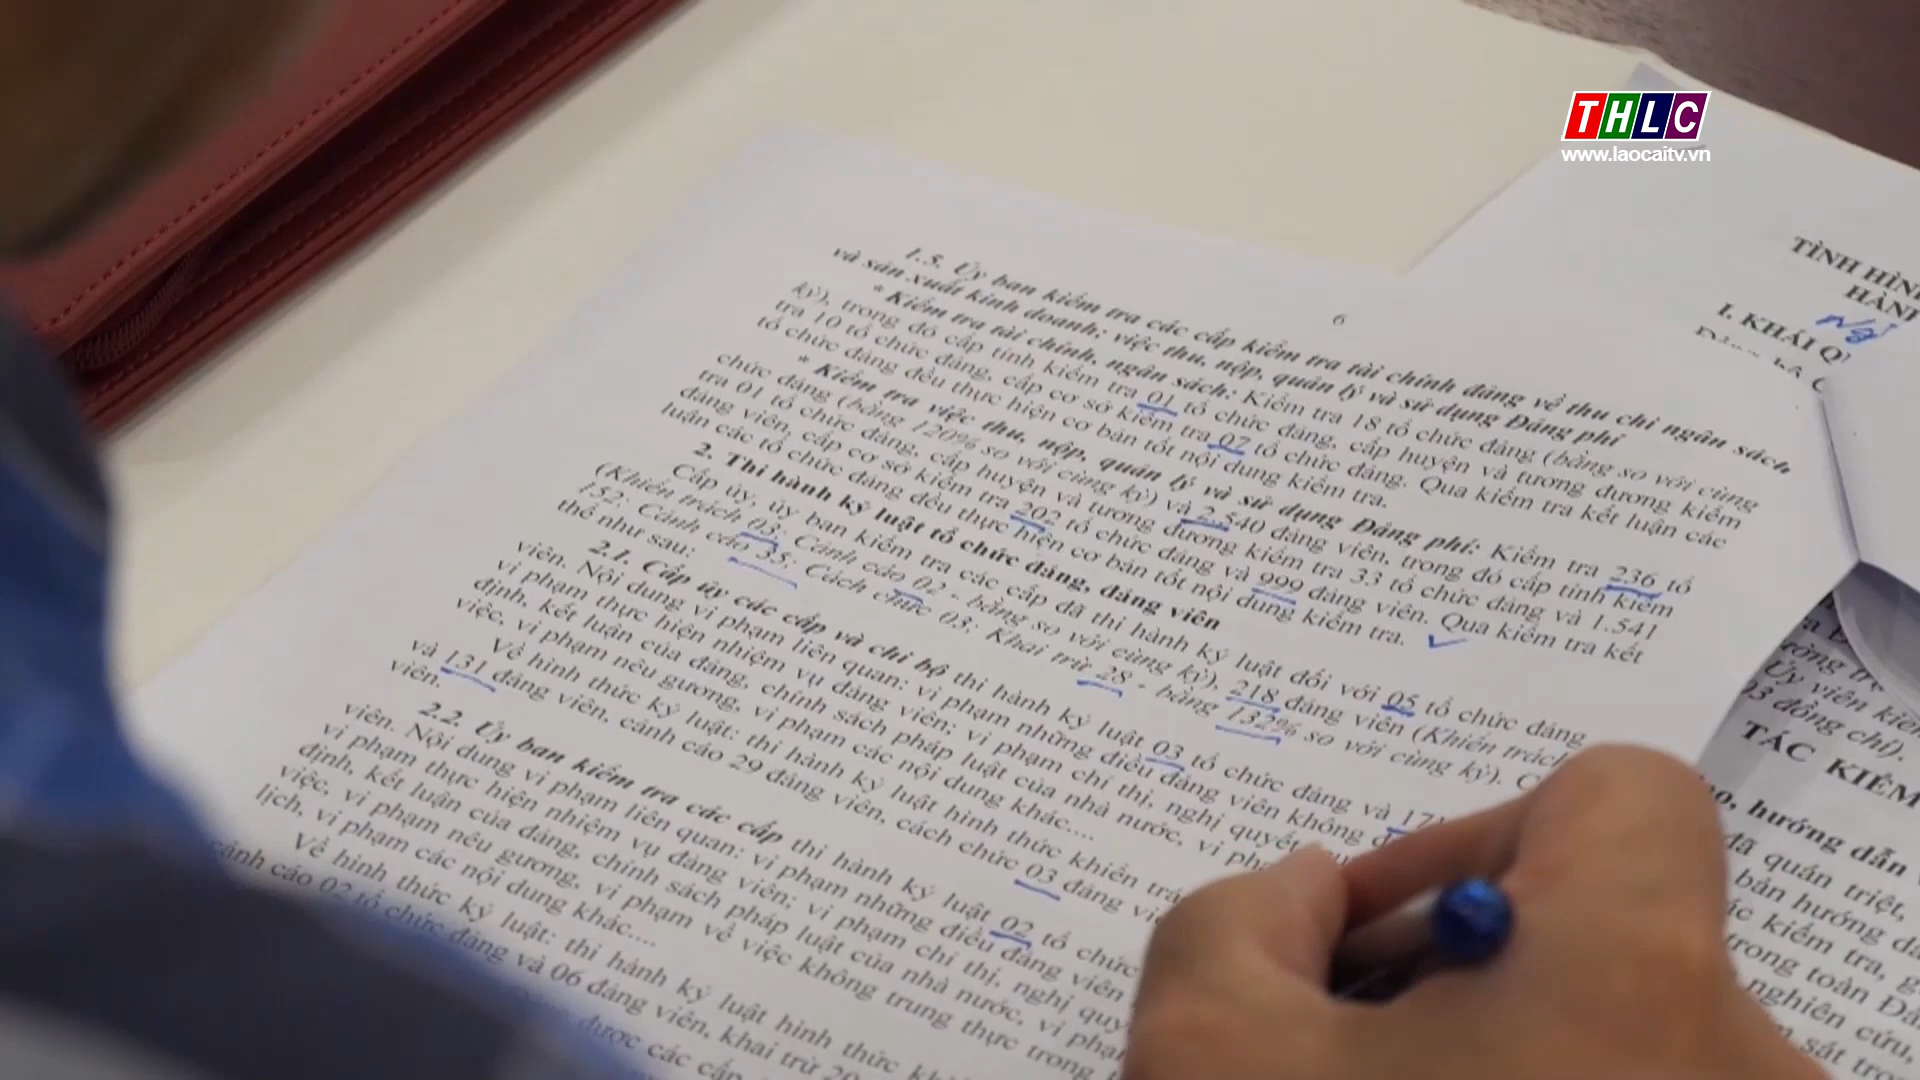 THLC
www.laocaitv.vn
6
1.5. Ủy ban kiểm tra các cấp kiểm tra tài chính đảng về thu chi ngân sách
và sản xuất kinh doanh; việc thu, nộp, quản lý và sử dụng Đảng phí
* Kiểm tra tài chính, ngân sách: Kiểm tra 18 tổ chức đảng (bằng so với cùng
kỳ), trong đó cấp tỉnh kiểm tra 01 tổ chức đảng, cấp huyện và tương đương kiểm
tra 10 tổ chức đảng, cấp cơ sở kiểm tra 07 tổ chức đảng. Qua kiểm tra kết luận các
tổ chức đảng đều thực hiện cơ bản tốt nội dung kiểm tra.
* Kiểm tra việc thu, nộp, quản lý và sử dụng Đảng phí: Kiểm tra 236 tổ
chức đảng (bằng 120% so với cùng kỳ) và 2.540 đảng viên, trong đó cấp tỉnh kiểm
tra 01 tổ chức đảng, cấp huyện và tương đương kiểm tra 33 tổ chức đảng và 1.541
đảng viên, cấp cơ sở kiểm tra 202 tổ chức đảng và 999 đảng viên. Qua kiểm tra kết
luận các tổ chức đảng đều thực hiện cơ bản tốt nội dung kiểm tra.
2. Thi hành kỷ luật tổ chức đảng, đảng viên
Cấp ủy, ủy ban kiểm tra các cấp đã thi hành kỷ luật đối với 05 tổ chức đảng
(Khiển trách 03; Cảnh cáo 02 - bằng so với cùng kỳ), 218 đảng viên (Khiển trách
152; Cảnh cáo 35; Cách chức 03; Khai trừ 28 - bằng 132% so với cùng kỳ). C
thể như sau:
2.1. Cấp ủy các cấp và chi bộ thi hành kỷ luật 03 tổ chức đảng và 171
viên. Nội dung vi phạm liên quan: vi phạm những điều đảng viên không đ
vi phạm thực hiện nhiệm vụ đảng viên; vi phạm chỉ thị, nghị quyết, qu
định, kết luận của đảng, chính sách pháp luật của nhà nước, vi phạ
việc, vi phạm nêu gương, vi phạm các nội dung khác....
Về hình thức kỷ luật: thi hành kỷ luật hình thức khiển trác
và 131 đảng viên, cảnh cáo 29 đảng viên, cách chức 03 đảng vi
viên.
2.2. Ủy ban kiểm tra các cấp thi hành kỷ luật 02 tổ chức
viên. Nội dung vi phạm liên quan: vi phạm những điều đảng viên
vi phạm thực hiện nhiệm vụ đảng viên; vi phạm chỉ thị, nghị quy
định, kết luận của đảng, chính sách pháp luật của nhà nước, vi phạ
việc, vi phạm nêu gương, vi phạm về việc không trung thực trong
lịch, vi phạm các nội dung khác....
Về hình thức kỷ luật: thi hành kỷ luật hình thức
cảnh cáo 02 tổ chức đảng và 06 đảng viên, khai trừ 20
được các cấp
TÌNH HÌN
HÀN
I. KHÁI Q
Ủy viên kiể
03 đồng chí).
TÁC KIỂM
hướng dẫn
đã quán triệt,
bản hướng dẫ
kiểm tra, g
trong toàn Đả
nghiên cứu,
sát tro